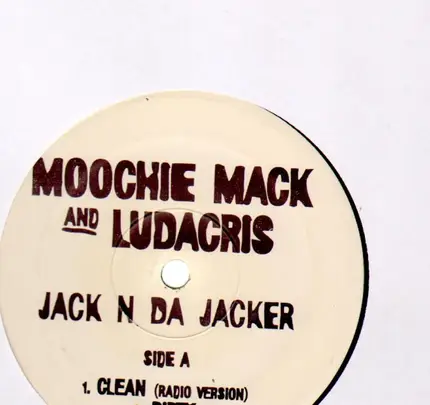 MOOCHIE MACK
AND LUDACRIS
JACK N DA JACKER
SIDE A
1. CLEAN (RADIO VERSION)